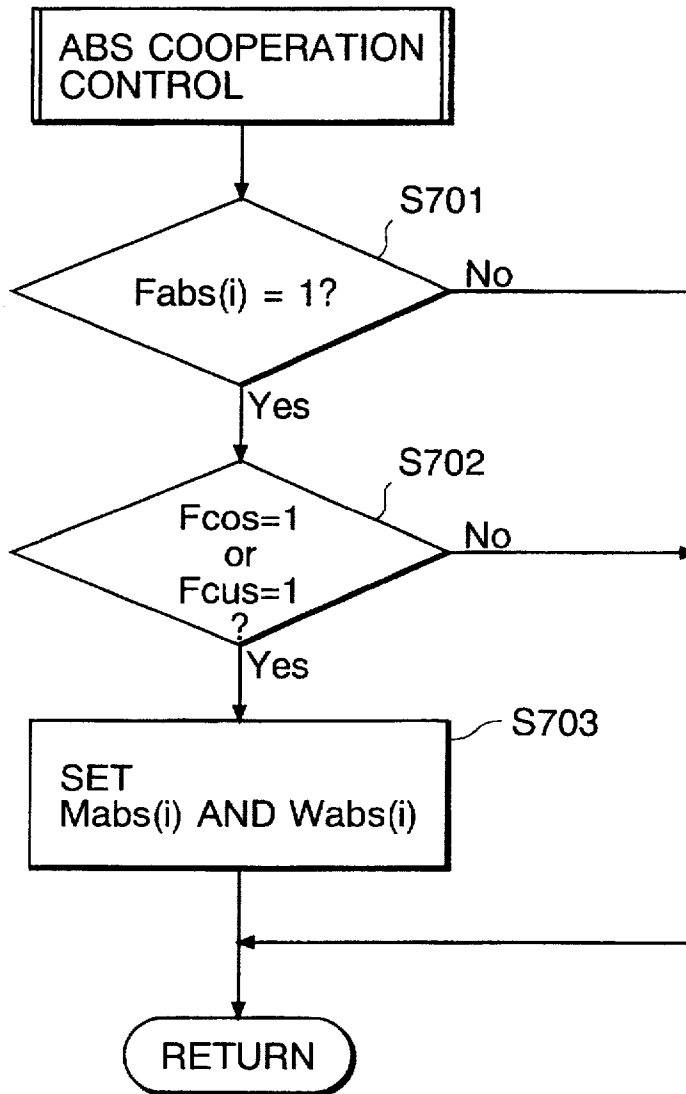 ABS COOPERATION
CONTROL
S701
Fabs(i) = 1?
No
Yes
S702
Fcos=1
or
Fcus=1
?
No
Yes
S703
SET
Mabs(i) AND Wabs(i)
RETURN